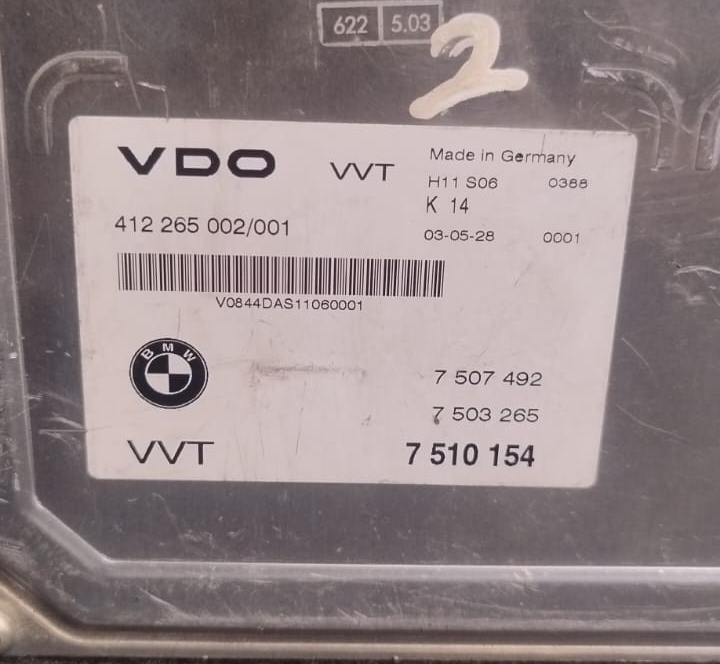 622 5.03
2
VDO VVT Made in Germany
H11 S06 0388
K 14
412 265 002/001 03-05-28 0001
V0844DAS11060001
BMW
7 507 492
7 503 265
VVT 7 510 154